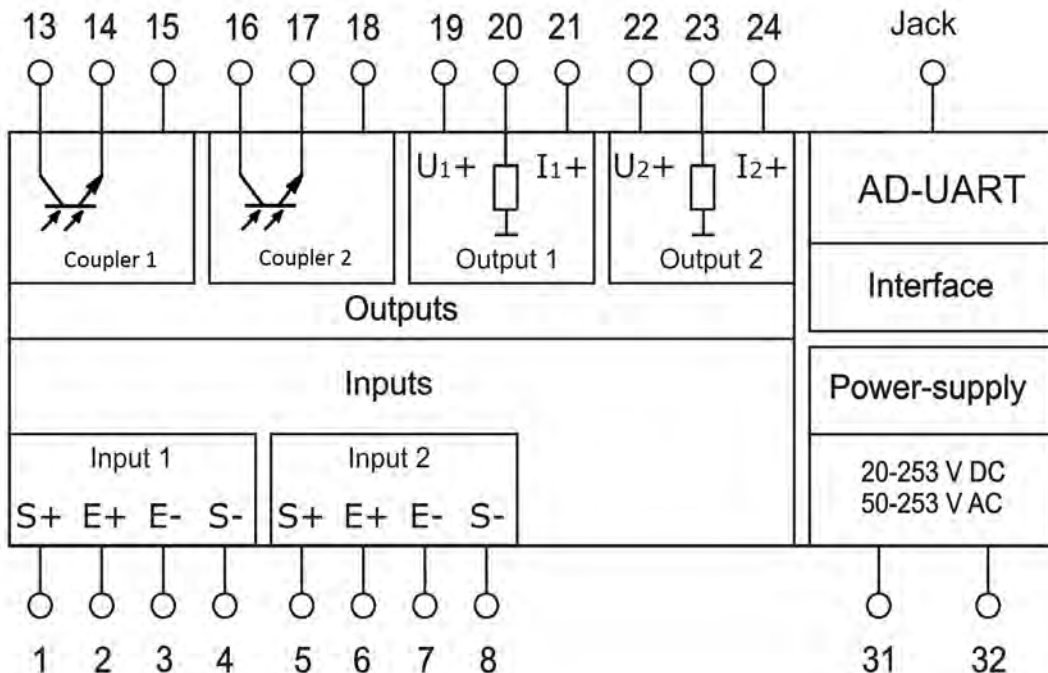 13 14 15 16 17 18 19 20 21 22 23 24 Jack
U1+ I1+ U2+ I2+ AD-UART
Coupler 1 Coupler 2 Output 1 Output 2
Interface
Outputs
Inputs Power-supply
Input 1 Input 2
20-253 V DC
50-253 V AC
S+ E+ E- S- S+ E+ E- S-
1 2 3 4 5 6 7 8 31 32